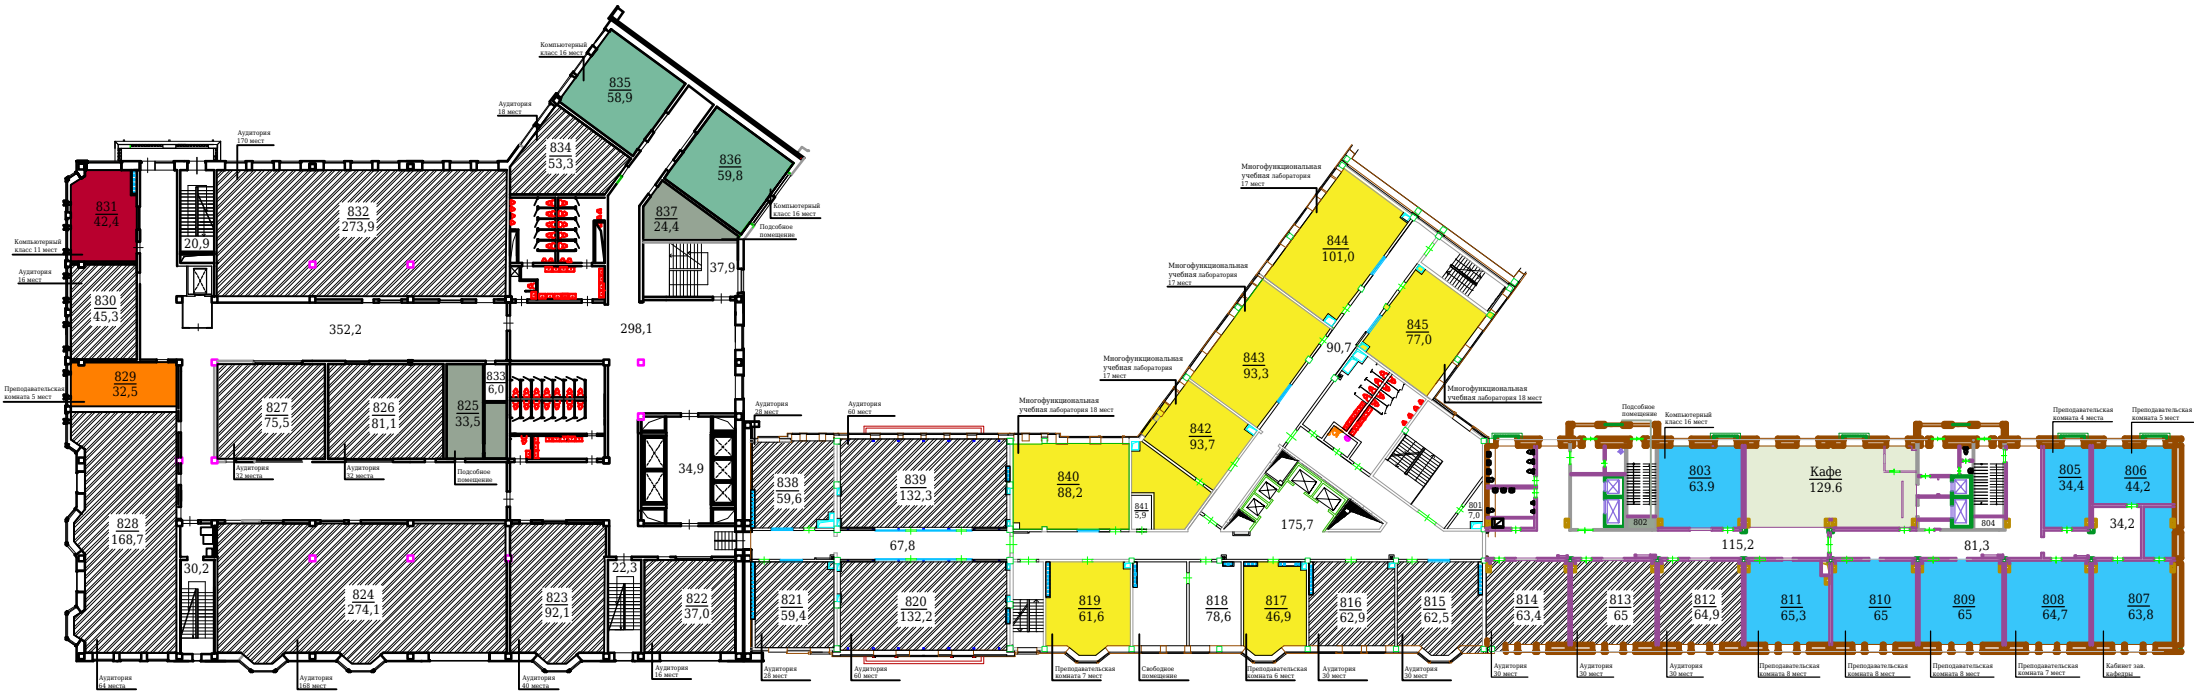 Компьютерный
класс 16 мест
835
58,9
Аудитория
18 мест
834
53,3
836
59,8
Компьютерный
класс 16 мест
837
24,4
Подсобное
помещение
37,9
Аудитория
170 мест
832
273,9
20,9
831
42,4
Компьютерный
класс 11 мест
Аудитория
16 мест
830
45,3
352,2
298,1
829
32,5
Преподавательская
комната 5 мест
827
75,5
Аудитория
32 места
826
81,1
Аудитория
32 места
825
33,5
Подсобное
помещение
833
6,0
34,9
828
168,7
Аудитория
64 места
30,2
824
274,1
Аудитория
168 мест
823
92,1
Аудитория
40 места
22,3
822
37,0
Аудитория
16 мест
Аудитория
28 мест
838
59,6
Аудитория
60 мест
839
132,3
67,8
821
59,4
Аудитория
28 мест
820
132,2
Аудитория
60 мест
Многофункциональная
учебная лаборатория 18 мест
840
88,2
841
5,9
Многофункциональная
учебная лаборатория
17 мест
842
93,7
Многофункциональная
учебная лаборатория
17 мест
843
93,3
Многофункциональная
учебная лаборатория
17 мест
844
101,0
90,7
845
77,0
Многофункциональная
учебная лаборатория 18 мест
175,7
801
7,0
819
61,6
Преподавательская
комната 7 мест
818
78,6
Свободное
помещение
817
46,9
Преподавательская
комната 6 мест
816
62,9
Аудитория
30 мест
815
62,5
Аудитория
30 мест
814
63,4
Аудитория
30 мест
813
65
Аудитория
30 мест
812
64,9
Аудитория
30 мест
Подсобное
помещение
802
Компьютерный
класс 16 мест
803
63.9
Кафе
129.6
804
115,2
81,3
Преподавательская
комната 4 места
805
34,4
Преподавательская
комната 5 мест
806
44,2
34,2
811
65,3
Преподавательская
комната 8 мест
810
65
Преподавательская
комната 8 мест
809
65
Преподавательская
комната 8 мест
808
64,7
Преподавательская
комната 7 мест
807
63,8
Кабинет зав.
кафедры